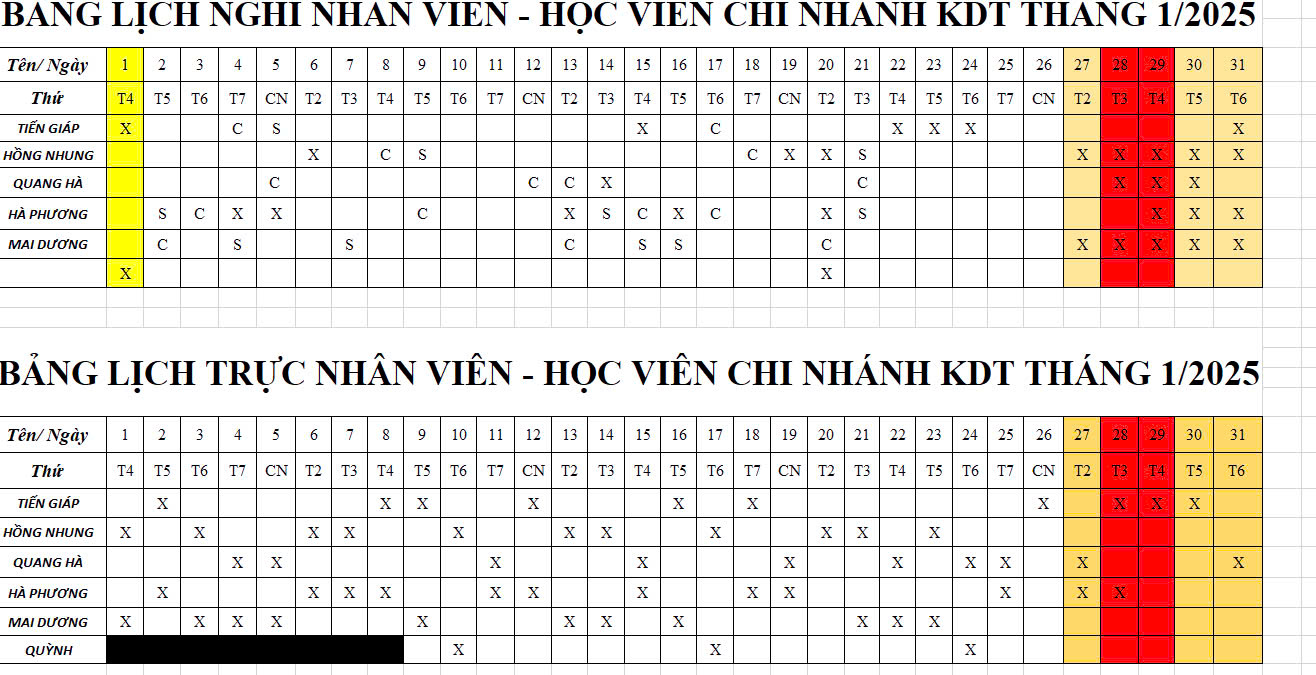 BẢNG LỊCH NGHỈ NHÂN VIÊN - HỌC VIÊN CHI NHÁNH KDT THÁNG 1/2025
Tên/ Ngày 1 2 3 4 5 6 7 8 9 10 11 12 13 14 15 16 17 18 19 20 21 22 23 24 25 26 27 28 29 30 31
Thứ T4 T5 T6 T7 CN T2 T3 T4 T5 T6 T7 CN T2 T3 T4 T5 T6 T7 CN T2 T3 T4 T5 T6 T7 CN T2 T3 T4 T5 T6
TIẾN GIÁP X C S X C X X X X
HỒNG NHUNG X C S C X X S X X X X X
QUANG HÀ C C C X C X X X
HÀ PHƯƠNG S C X X C X S C X C X S X X X
MAI DƯƠNG C S S C S S C X X X X X
X X
BẢNG LỊCH TRỰC NHÂN VIÊN - HỌC VIÊN CHI NHÁNH KDT THÁNG 1/2025
Tên/ Ngày 1 2 3 4 5 6 7 8 9 10 11 12 13 14 15 16 17 18 19 20 21 22 23 24 25 26 27 28 29 30 31
Thứ T4 T5 T6 T7 CN T2 T3 T4 T5 T6 T7 CN T2 T3 T4 T5 T6 T7 CN T2 T3 T4 T5 T6 T7 CN T2 T3 T4 T5 T6
TIẾN GIÁP X X X X X X X X X X
HỒNG NHUNG X X X X X X X X X X X
QUANG HÀ X X X X X X X X X X
HÀ PHƯƠNG X X X X X X X X X X X X
MAI DƯƠNG X X X X X X X X X X X
QUỲNH X X X